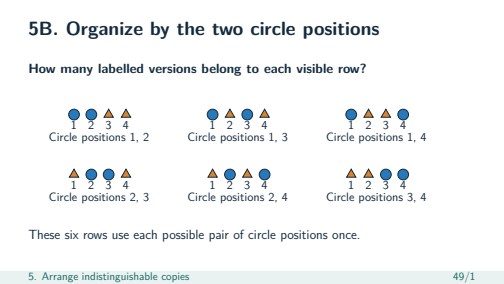 5B. Organize by the two circle positions
How many labelled versions belong to each visible row?
1 2 3 4
Circle positions 1, 2
1 2 3 4
Circle positions 1, 3
1 2 3 4
Circle positions 1, 4
1 2 3 4
Circle positions 2, 3
1 2 3 4
Circle positions 2, 4
1 2 3 4
Circle positions 3, 4
These six rows use each possible pair of circle positions once.
5. Arrange indistinguishable copies
49/1